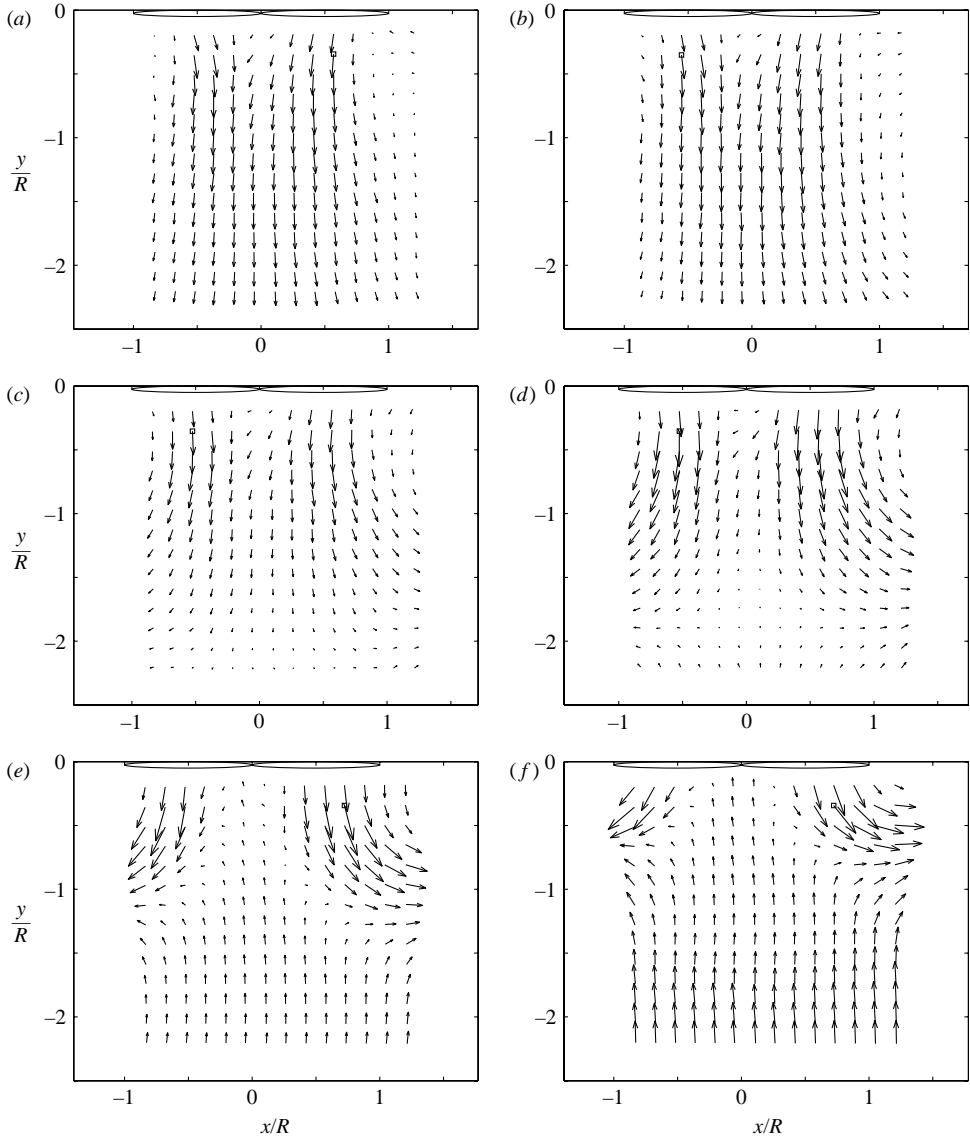 (a) (b)
0 0
–1 –1
y/R
–2 –2
–1 0 1 –1 0 1
(c) (d)
0 0
–1 –1
y/R
–2 –2
–1 0 1 –1 0 1
(e) (f)
0 0
–1 –1
y/R
–2 –2
–1 0 1 –1 0 1
x/R x/R